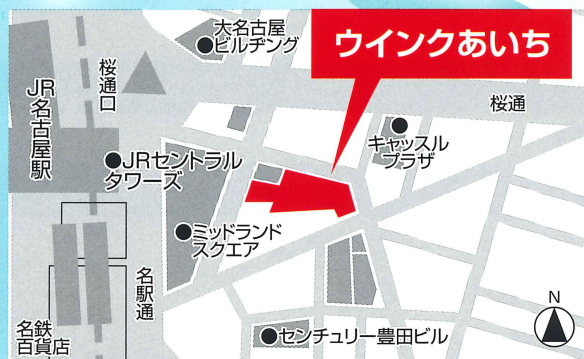 大名古屋
ビルヂング
ウインクあいち
桜通口
JR名古屋駅
桜通
キャッスル
プラザ
JRセントラル
タワーズ
ミッドランド
スクエア
名駅通
名鉄
百貨店
センチュリー豊田ビル
N